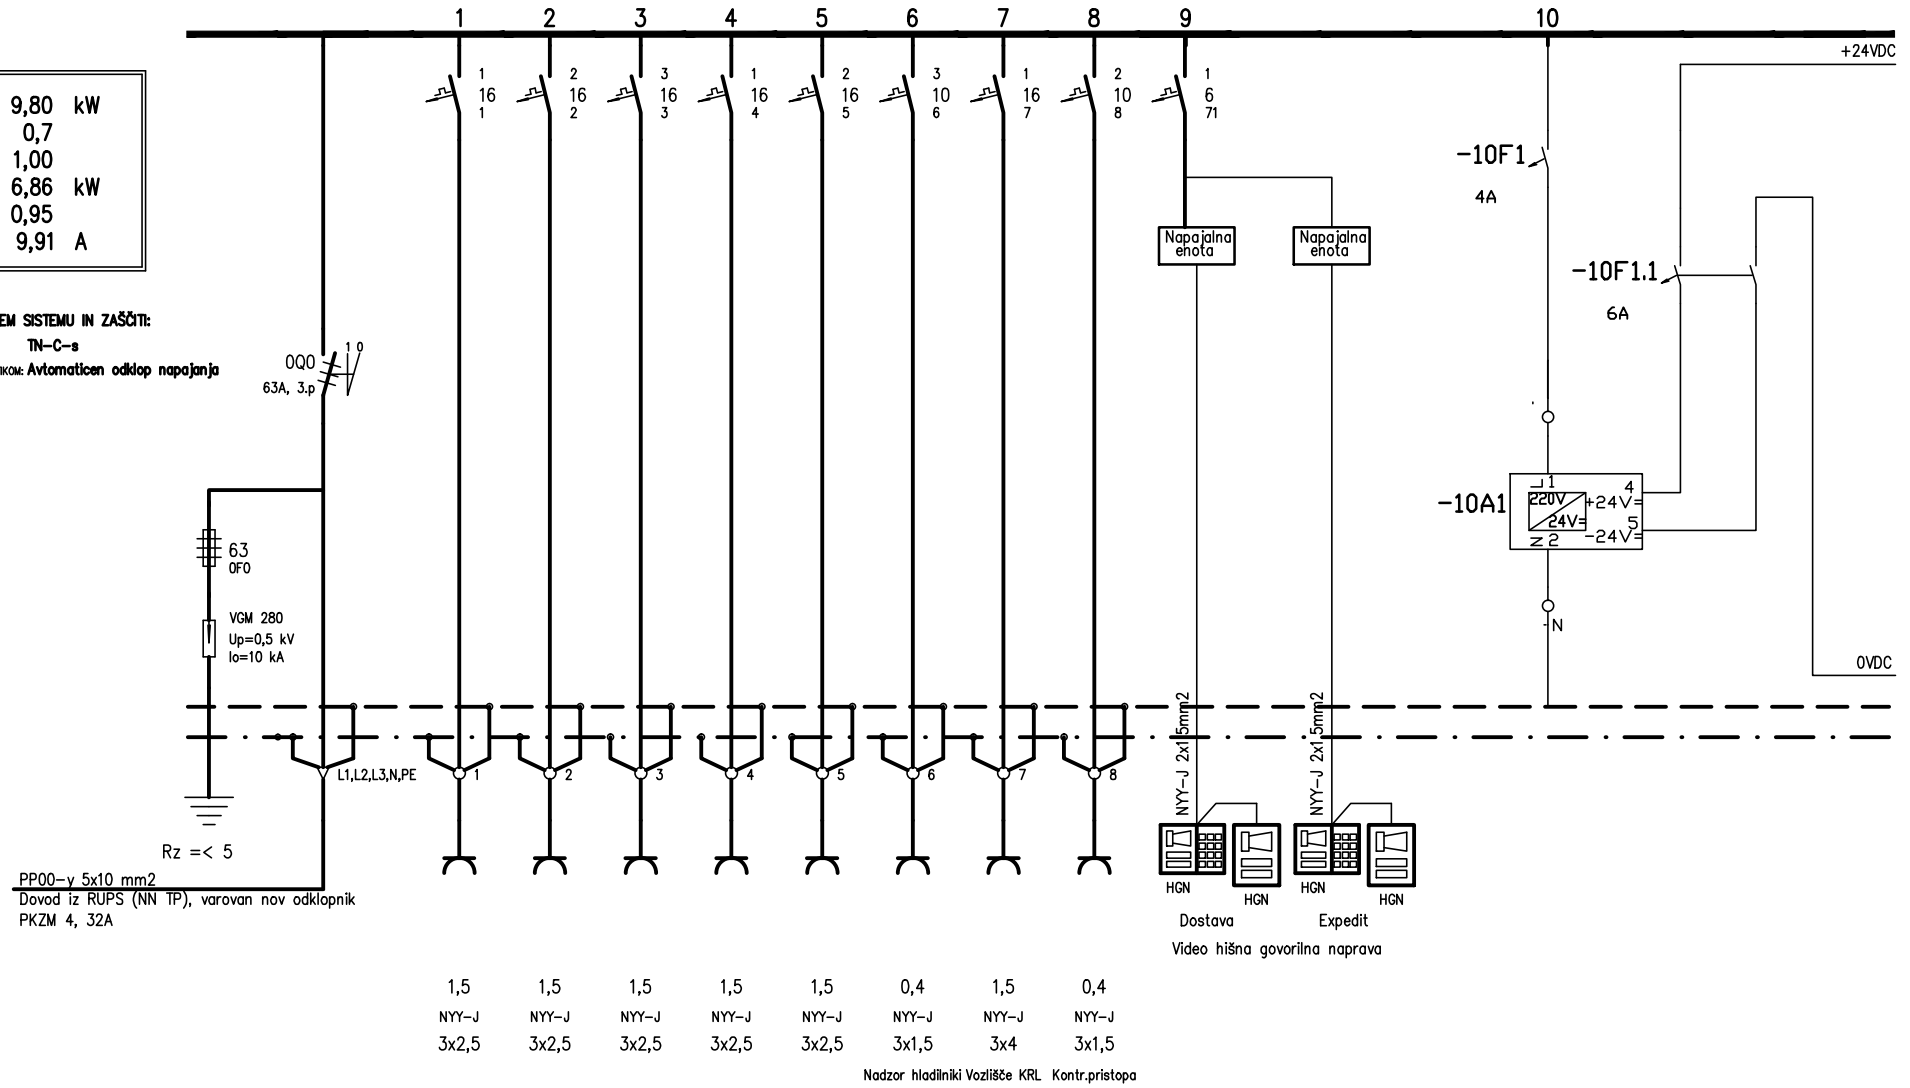 1 2 3 4 5 6 7 8 9 10
+24VDC
9,80 kW
0,7
1,00
6,86 kW
0,95
9,91 A
1 2 3 1 2 3 1 2 1
16 16 16 16 16 10 16 10 6
1 2 3 4 5 6 7 8 71
-10F1
4A
Napajalna enota
Napajalna enota
-10F1.1
6A
EM SISTEMU IN ZAŠČITI:
TN-C-s
IKOM: Avtomaticen odklop napajanja
1 0
0Q0
63A, 3.p
-10A1
L 1
220V
24V=
N 2
4
+24V=
5
-24V=
63
0F0
VGM 280
Up=0,5 kV
Io=10 kA
-N
0VDC
NYY-J 2x1,5mm2
NYY-J 2x1,5mm2
L1,L2,L3,N,PE
1 2 3 4 5 6 7 8
Rz =< 5
PP00-y 5x10 mm2
Dovod iz RUPS (NN TP), varovan nov odklopnik
PKZM 4, 32A
HGN
HGN
HGN
HGN
Dostava
Expedit
Video hišna govorilna naprava
1,5 1,5 1,5 1,5 1,5 0,4 1,5 0,4
NYY-J NYY-J NYY-J NYY-J NYY-J NYY-J NYY-J NYY-J
3x2,5 3x2,5 3x2,5 3x2,5 3x2,5 3x1,5 3x4 3x1,5
Nadzor hladilniki Vozlišče KRL Kontr.pristopa